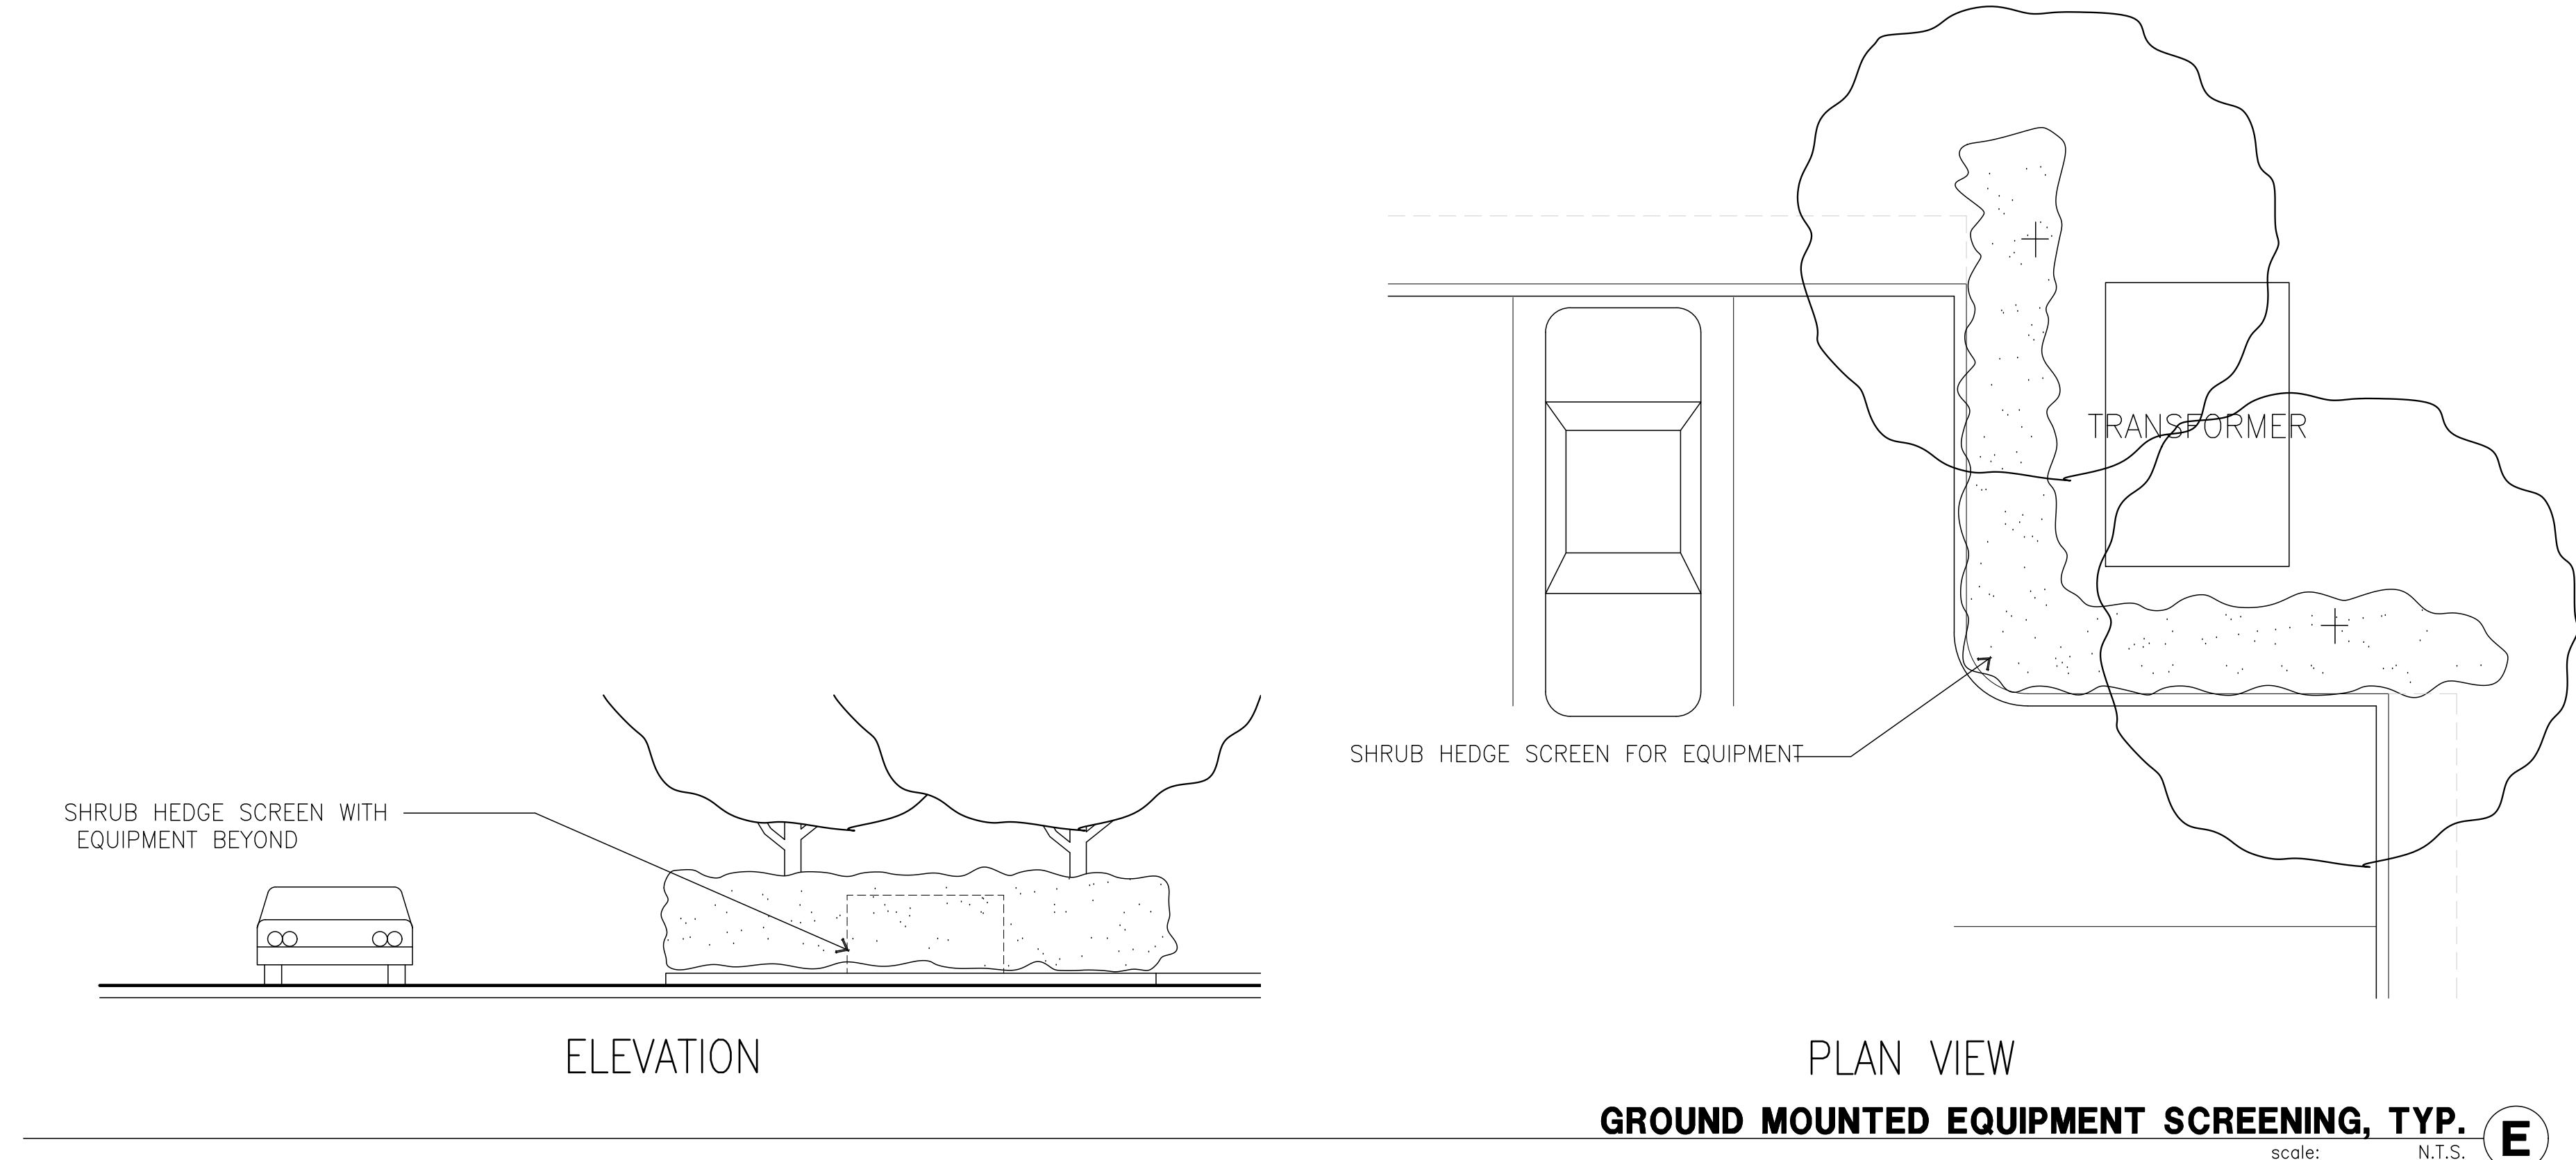 TRANSFORMER
SHRUB HEDGE SCREEN FOR EQUIPMENT
SHRUB HEDGE SCREEN WITH
EQUIPMENT BEYOND
ELEVATION
PLAN VIEW
GROUND MOUNTED EQUIPMENT SCREENING, TYP.
E
scale: N.T.S.